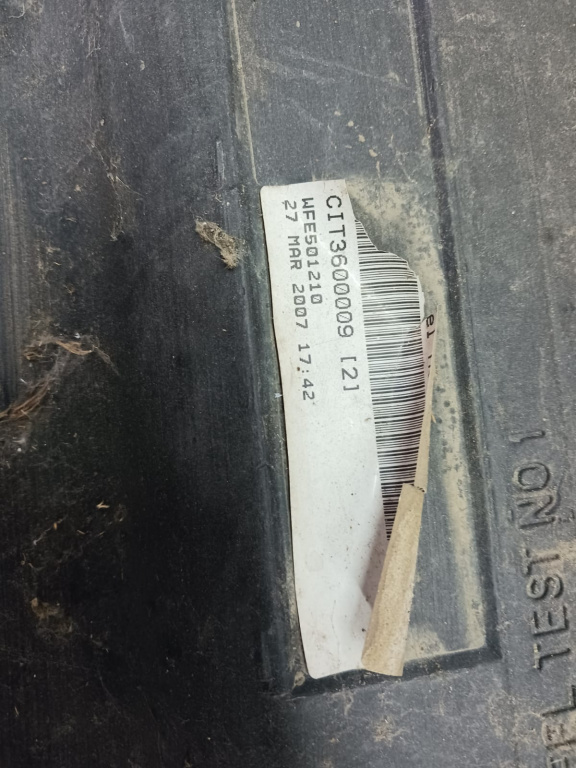 CIT3600009 [2]
WFE501210
27 MAR 2007 17:42
TEST NO 1